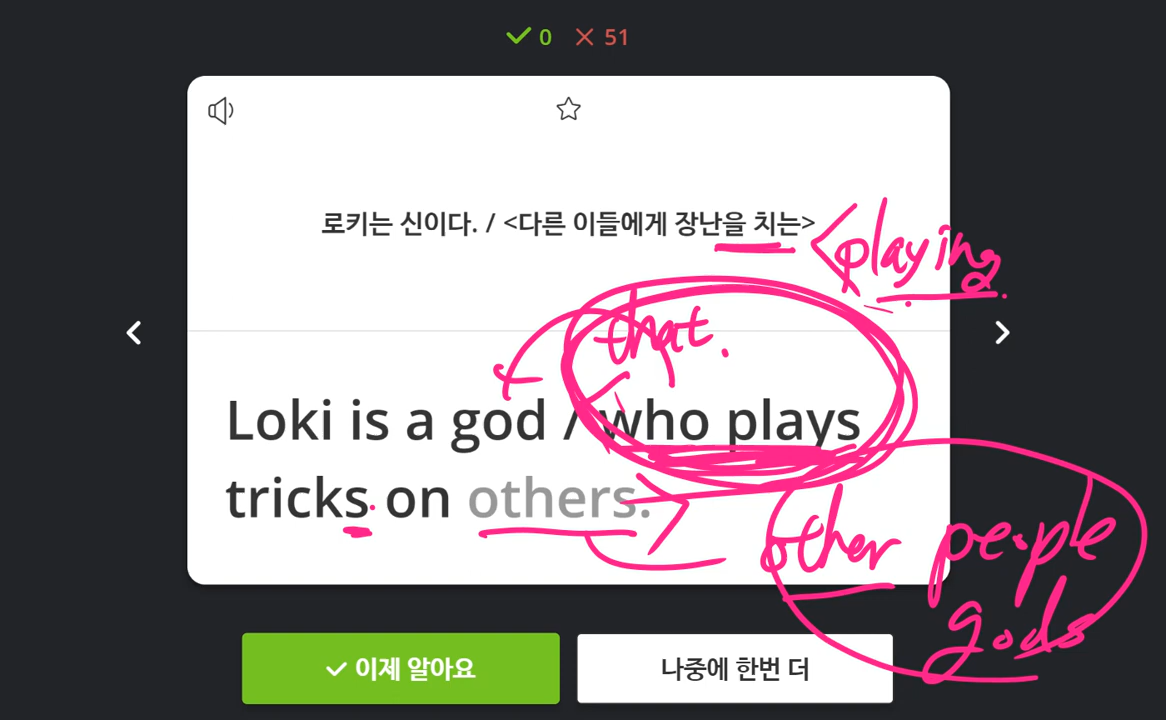 0 51
로키는 신이다. / <다른 이들에게 장난을 치는>
playing.
that.
Loki is a god / who plays
tricks on others.
other people
gods
이제 알아요
나중에 한번 더